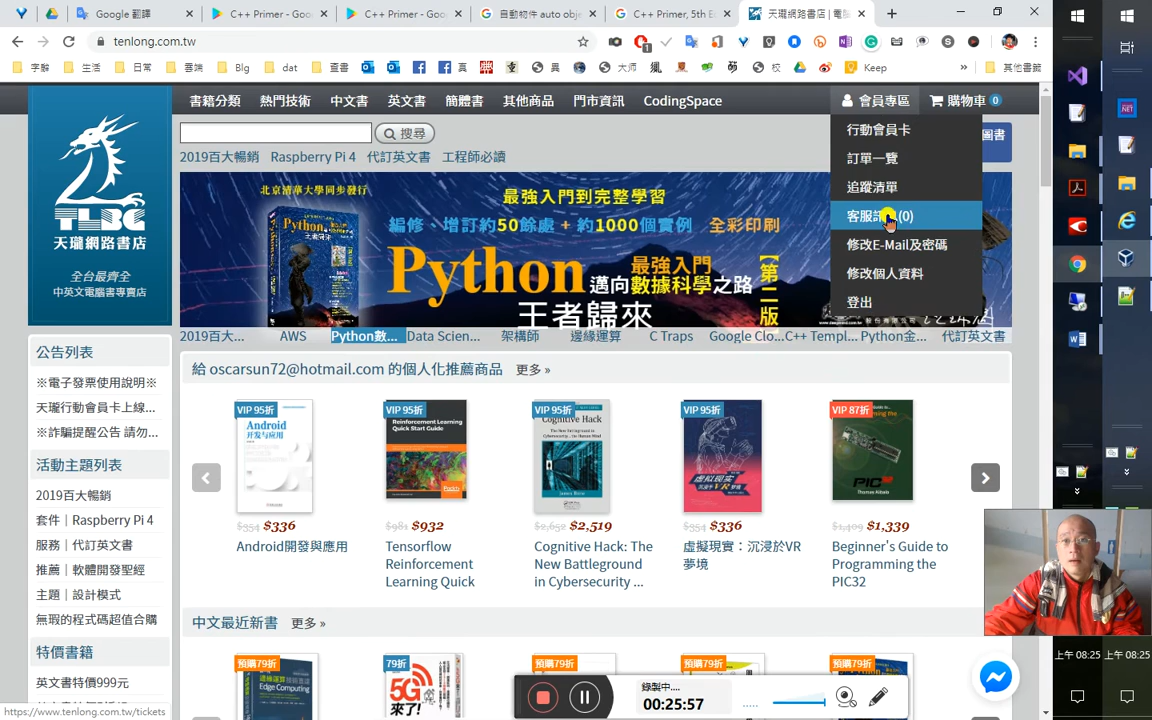 Google 翻譯
C++ Primer - Goo
C++ Primer - Goo
自動物件 auto obje
C++ Primer, 5th E
天瓏網路書店 | 電腦
tenlong.com.tw
字辭
生活
日常
雲端
Blg
dat
查書
真
異
大师
校
Keep
其他書籤
書籍分類
熱門技術
中文書
英文書
簡體書
其他商品
門市資訊
CodingSpace
會員專區
購物車 0
搜尋
2019百大暢銷
Raspberry Pi 4
代訂英文書
工程師必讀
圖書
行動會員卡
訂單一覽
追蹤清單
客服訊 (0)
修改E-Mail及密碼
修改個人資料
登出
TLBC
天瓏網路書店
全台最齊全
中英文電腦書專賣店
北京清華大學同步發行
最強入門到完整學習
編修、增訂約50餘處 + 約1000個實例 全彩印刷
Python 最強入門
邁向數據科學之路
王者歸來
【第二版
2019百大...
AWS
Python數...
Data Scien...
架構師
邊緣運算
C Traps
Google Clo...
C++ Templ...
Python金...
代訂英文書
公告列表
※電子發票使用說明※
天瓏行動會員卡上線...
※詐騙提醒公告 請勿...
活動主題列表
2019百大暢銷
套件｜Raspberry Pi 4
服務｜代訂英文書
推薦｜軟體開發聖經
主題｜設計模式
無瑕的程式碼超值合購
特價書籍
英文書特價999元
給 oscarsun72@hotmail.com 的個人化推薦商品
更多 »
VIP 95折
VIP 95折
VIP 95折
VIP 95折
VIP 87折
Android
开发与应用
Reinforcement Learning
Quick Start Guide
Cognitive Hack
PIC
$354 $336
$981 $932
$2,652 $2,519
$354 $336
$1,409 $1,339
Android開發與應用
Tensorflow
Reinforcement
Learning Quick
Cognitive Hack: The
New Battleground
in Cybersecurity ...
虛擬現實：沉浸於VR
夢境
Beginner's Guide to
Programming the
PIC32
中文最近新書
更多 »
預購79折
79折
預購79折
預購79折
預購79折
Edge Computing
5G
來了!
錄製中....
00:25:57
上午 08:25
上午 08:25
https://www.tenlong.com.tw/tickets